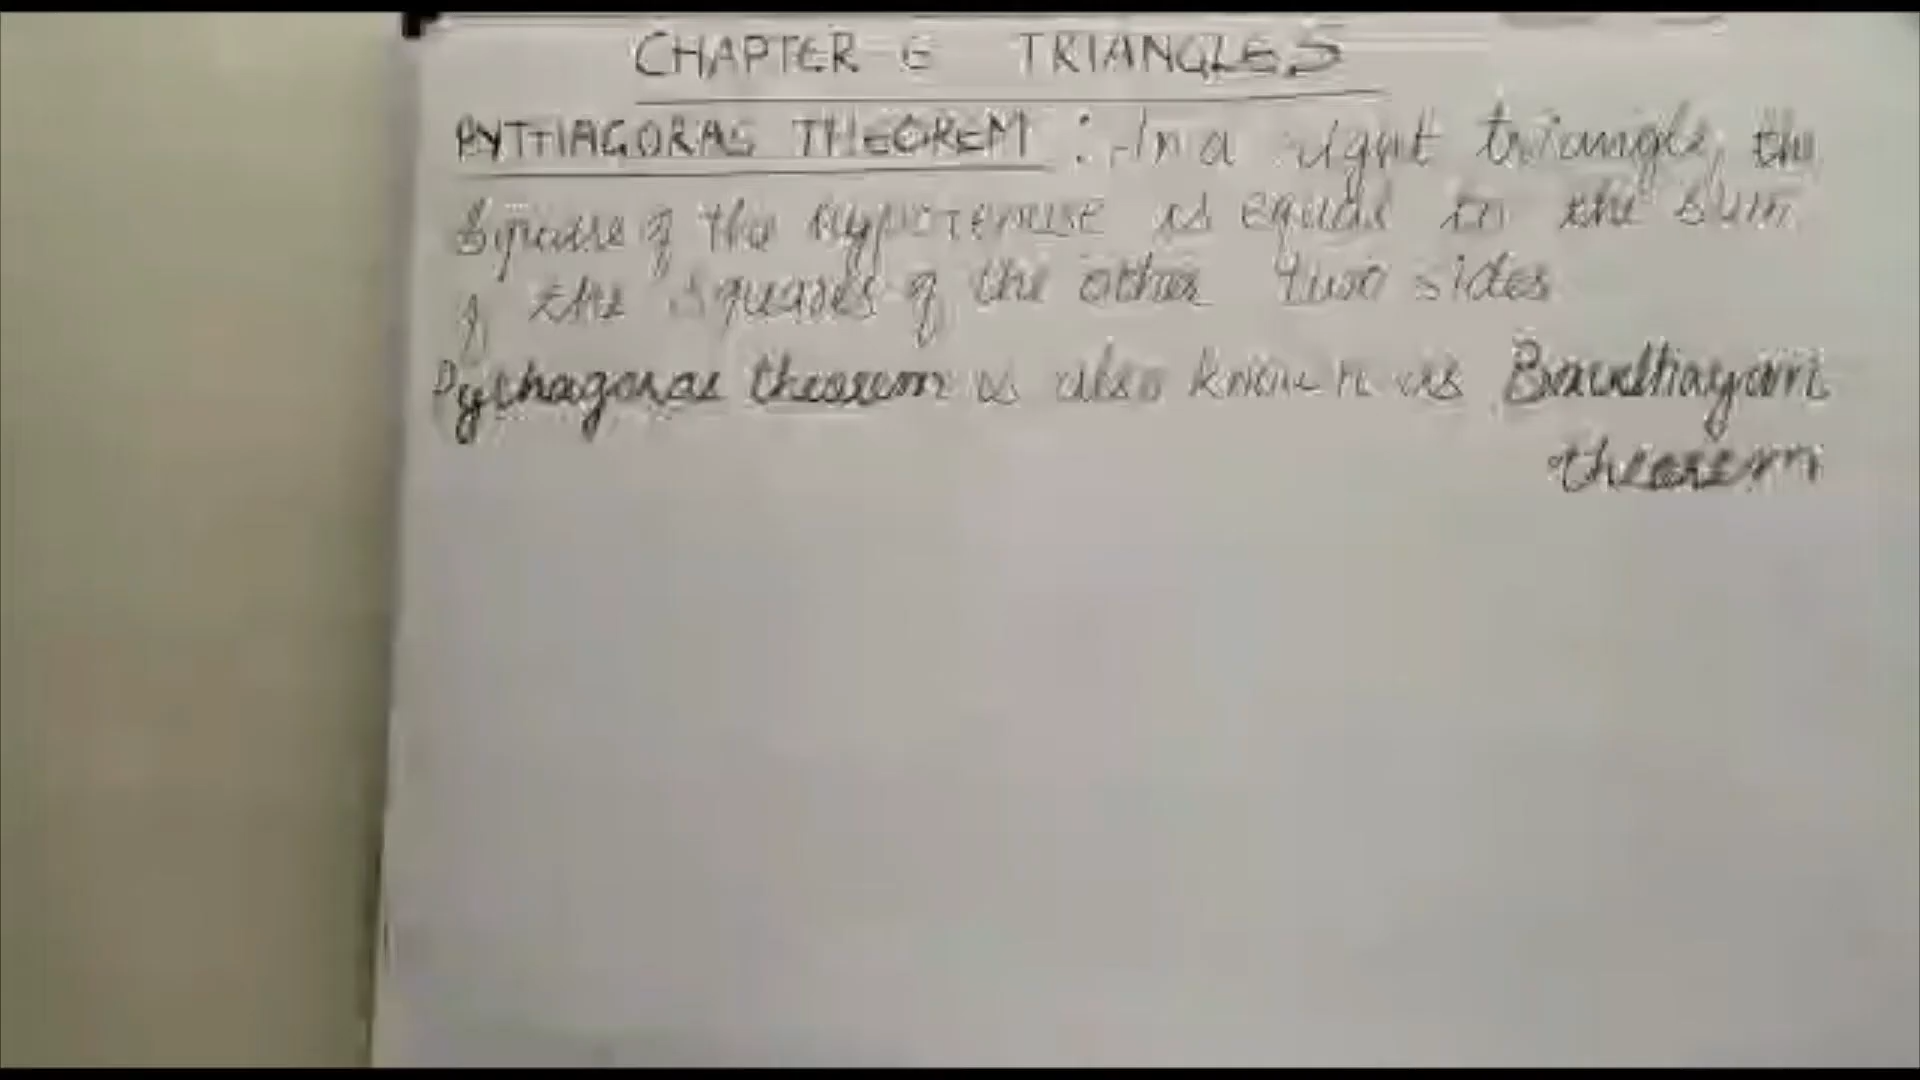 CHAPTER-6 TRIANGLES
PYTHAGORAS THEOREM :- In a right triangle, the
square of the hypotenuse is equal to the sum
of the squares of the other two sides
Pythagoras theorem is also known as Baudhayan
theorem